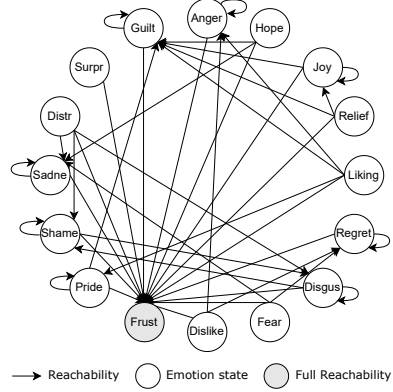 Anger
Guilt
Hope
Surpr
Joy
Distr
Relief
Sadne
Liking
Shame
Regret
Pride
Disgus
Frust
Dislike
Fear
Reachability
Emotion state
Full Reachability